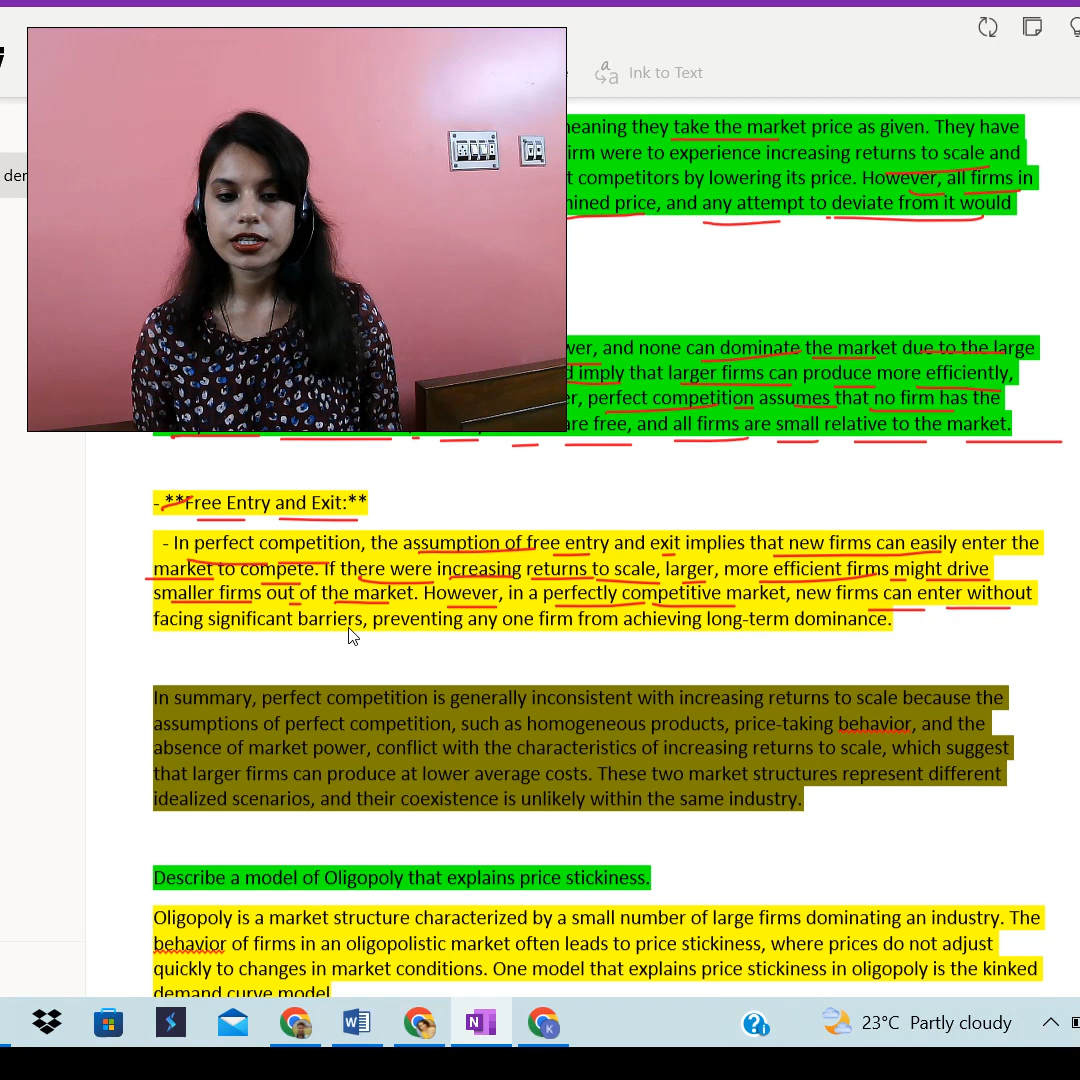 Ink to Text
meaning they take the market price as given. They have
firm were to experience increasing returns to scale and
competitors by lowering its price. However, all firms in
price, and any attempt to deviate from it would
and none can dominate the market due to the large
imply that larger firms can produce more efficiently,
perfect competition assumes that no firm has the
are free, and all firms are small relative to the market.
- **Free Entry and Exit:**
- In perfect competition, the assumption of free entry and exit implies that new firms can easily enter the
market to compete. If there were increasing returns to scale, larger, more efficient firms might drive
smaller firms out of the market. However, in a perfectly competitive market, new firms can enter without
facing significant barriers, preventing any one firm from achieving long-term dominance.
In summary, perfect competition is generally inconsistent with increasing returns to scale because the
assumptions of perfect competition, such as homogeneous products, price-taking behavior, and the
absence of market power, conflict with the characteristics of increasing returns to scale, which suggest
that larger firms can produce at lower average costs. These two market structures represent different
idealized scenarios, and their coexistence is unlikely within the same industry.
Describe a model of Oligopoly that explains price stickiness.
Oligopoly is a market structure characterized by a small number of large firms dominating an industry. The
behavior of firms in an oligopolistic market often leads to price stickiness, where prices do not adjust
quickly to changes in market conditions. One model that explains price stickiness in oligopoly is the kinked
demand curve model
23°C Partly cloudy